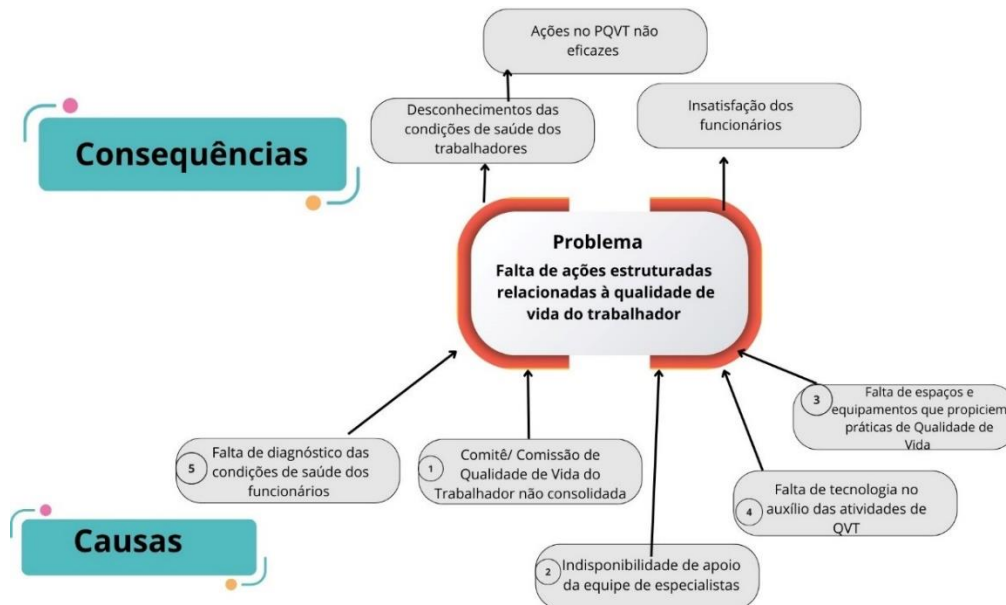 Ações no PQVT não
eficazes
Desconhecimentos das
condições de saúde dos
trabalhadores
Insatisfação dos
funcionários
Consequências
Problema
Falta de ações estruturadas
relacionadas à qualidade de
vida do trabalhador
3
Falta de espaços e
equipamentos que propiciem
práticas de Qualidade de
Vida
5
Falta de diagnóstico das
condições de saúde dos
funcionários
1
Comitê/ Comissão de
Qualidade de Vida do
Trabalhador não consolidada
4
Falta de tecnologia no
auxílio das atividades de
QVT
Causas
2
Indisponibilidade de apoio
da equipe de especialistas